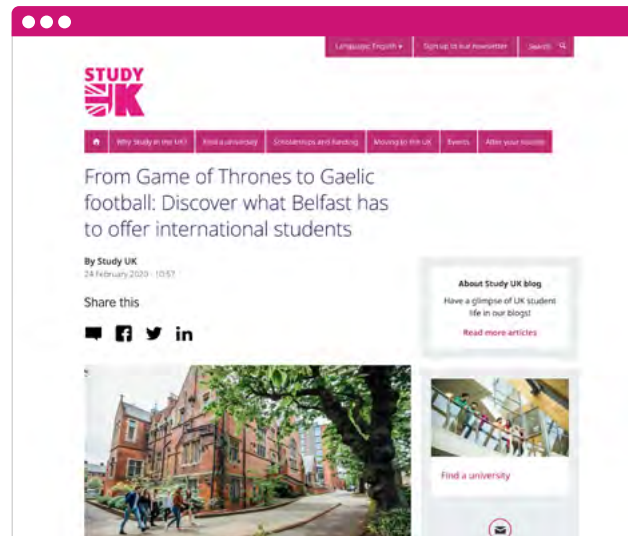 Language: English
Sign up to our newsletter
Search
STUDY
UK
Why Study in the UK?
Find a university
Scholarships and funding
Moving to the UK
Events
After your studies
From Game of Thrones to Gaelic
football: Discover what Belfast has
to offer international students
By Study UK
24 February 2020 - 10:57
Share this
in
About Study UK blog
Have a glimpse of UK student
life in our blogs!
Read more articles
Find a university